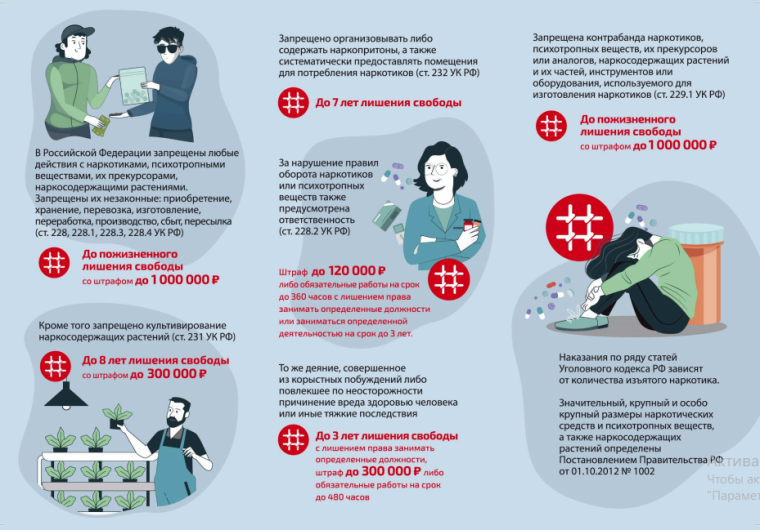 В Российской Федерации запрещены любые
действия с наркотиками, психотропными
веществами, их прекурсорами,
наркосодержащими растениями.
Запрещены их незаконные: приобретение,
хранение, перевозка, изготовление,
переработка, производство, сбыт, пересылка
(ст. 228, 228.1, 228.3, 228.4 УК РФ)
До пожизненного
лишения свободы
со штрафом до 1 000 000 ₽
Кроме того запрещено культивирование
наркосодержащих растений (ст. 231 УК РФ)
До 8 лет лишения свободы
со штрафом до 300 000 ₽
Запрещено организовывать либо
содержать наркопритоны, а также
систематически предоставлять помещения
для потребления наркотиков (ст. 232 УК РФ)
До 7 лет лишения свободы
За нарушение правил
оборота наркотиков
или психотропных
веществ также
предусмотрена
ответственность
(ст. 228.2 УК РФ)
Штраф до 120 000 ₽
либо обязательные работы на срок
до 360 часов с лишением права
занимать определенные должности
или заниматься определенной
деятельностью на срок до 3 лет.
То же деяние, совершенное
из корыстных побуждений либо
повлекшее по неосторожности
причинение вреда здоровью человека
или иные тяжкие последствия
До 3 лет лишения свободы
с лишением права занимать
определенные должности,
штраф до 300 000 ₽ либо
обязательные работы на срок
до 480 часов
Запрещена контрабанда наркотиков,
психотропных веществ, их прекурсоров
или аналогов, наркосодержащих растений
и их частей, инструментов или
оборудования, используемого для
изготовления наркотиков (ст. 229.1 УК РФ)
До пожизненного
лишения свободы
со штрафом до 1 000 000 ₽
Наказания по ряду статей
Уголовного кодекса РФ зависят
от количества изъятого наркотика.
Значительный, крупный и особо
крупный размеры наркотических
средств и психотропных веществ,
а также наркосодержащих
растений определены
Постановлением Правительства РФ
от 01.10.2012 № 1002
Актива
Чтобы ак
"Парамет